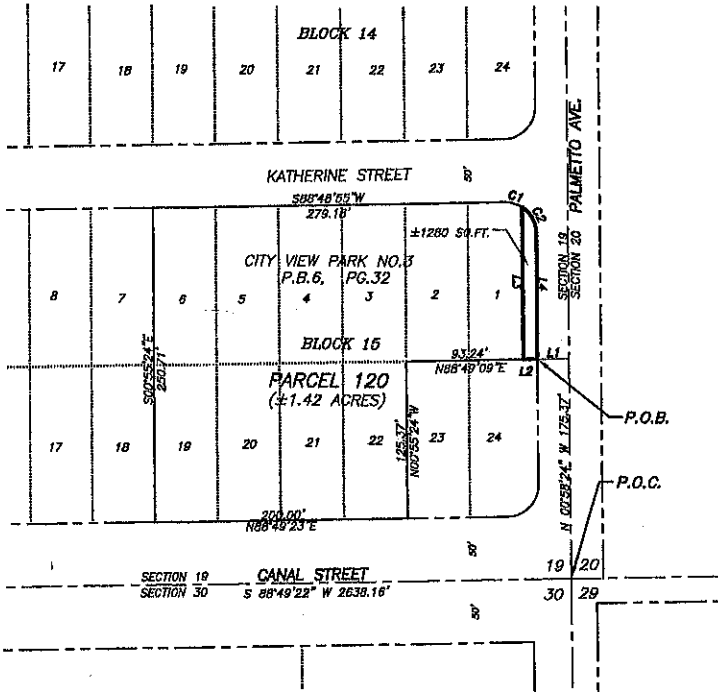 BLOCK 14
17 18 19 20 21 22 23 24
PALMETTO AVE.
KATHERINE STREET
50'
S88°48'55"W
279.18'
C1
C2
±1280 SQ.FT.
SECTION 19
SECTION 20
CITY VIEW PARK NO.3
P.B.6, PG.32
8 7 6 5 4 3 2 1
L3
L4
BLOCK 15
93.24'
N88°49'09"E
L1
L2
S00°55'24"E
250.71'
PARCEL 120
(±1.42 ACRES)
P.O.B.
125.37'
N00°55'24"W
N 00°58'24" W 175.37'
17 18 19 20 21 22 23 24
P.O.C.
200.00'
N88°49'23"E
50'
19 20
SECTION 19
CANAL STREET
SECTION 30
S 88°49'22" W 2638.16'
30 29
50'